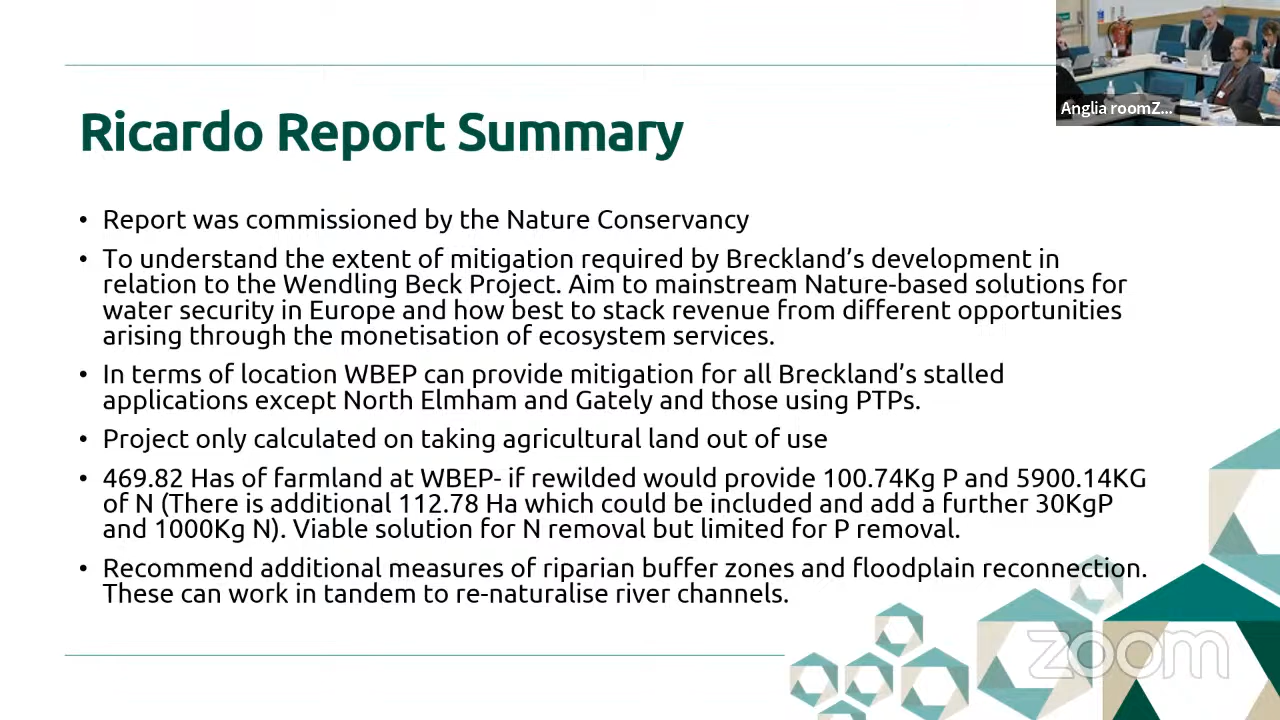 Anglia roomZ...
Ricardo Report Summary
• Report was commissioned by the Nature Conservancy
• To understand the extent of mitigation required by Breckland's development in
relation to the Wendling Beck Project. Aim to mainstream Nature-based solutions for
water security in Europe and how best to stack revenue from different opportunities
arising through the monetisation of ecosystem services.
• In terms of location WBEP can provide mitigation for all Breckland's stalled
applications except North Elmham and Gately and those using PTPs.
• Project only calculated on taking agricultural land out of use
• 469.82 Has of farmland at WBEP- if rewilded would provide 100.74Kg P and 5900.14KG
of N (There is additional 112.78 Ha which could be included and add a further 30KgP
and 1000Kg N). Viable solution for N removal but limited for P removal.
• Recommend additional measures of riparian buffer zones and floodplain reconnection.
These can work in tandem to re-naturalise river channels.
zoom